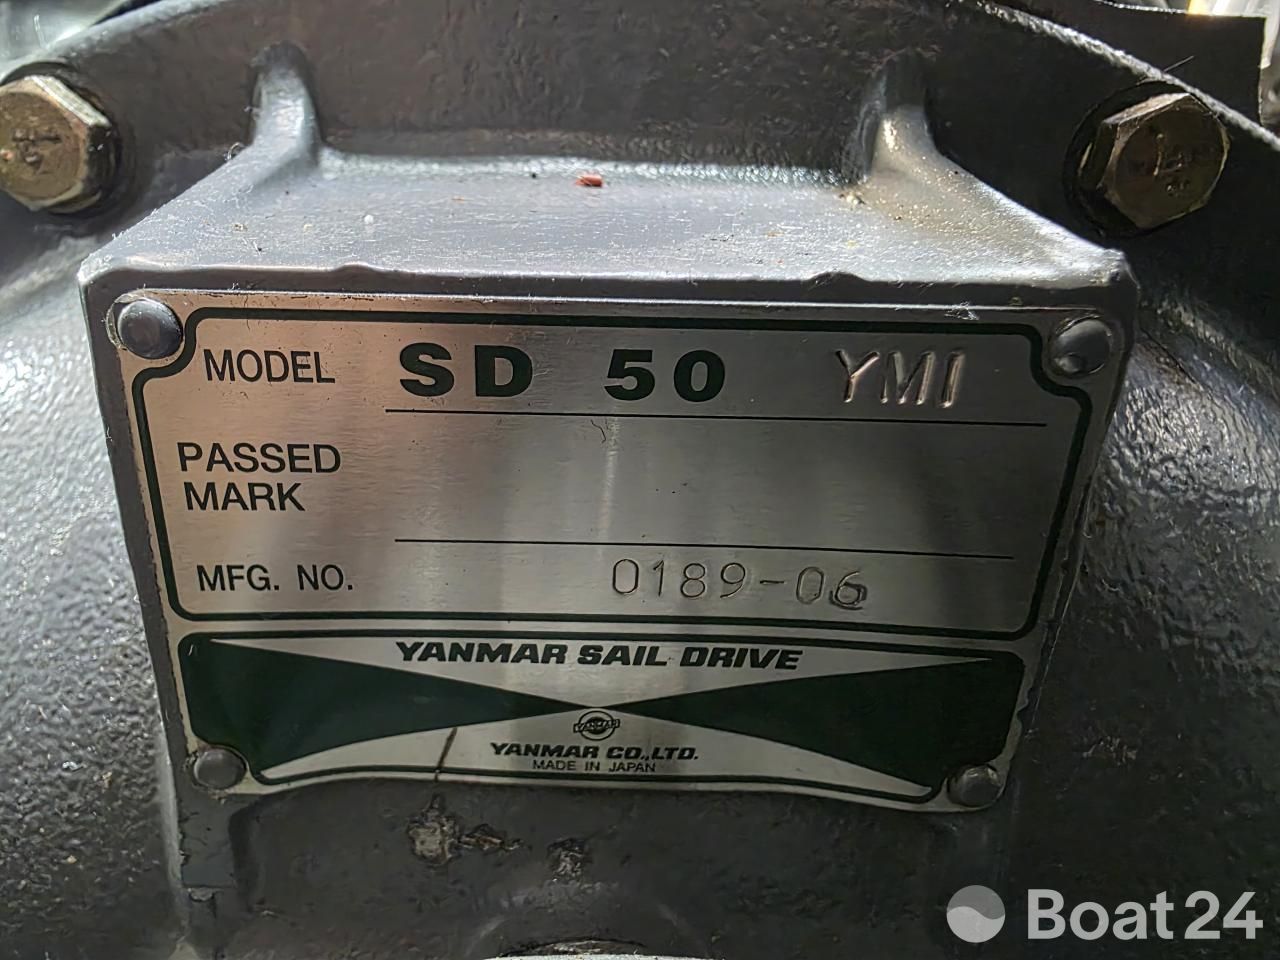 MODEL SD 50 YMI
PASSED
MARK
MFG. NO. 0189-06
YANMAR SAIL DRIVE
YANMAR
YANMAR CO.,LTD.
MADE IN JAPAN
Boat24